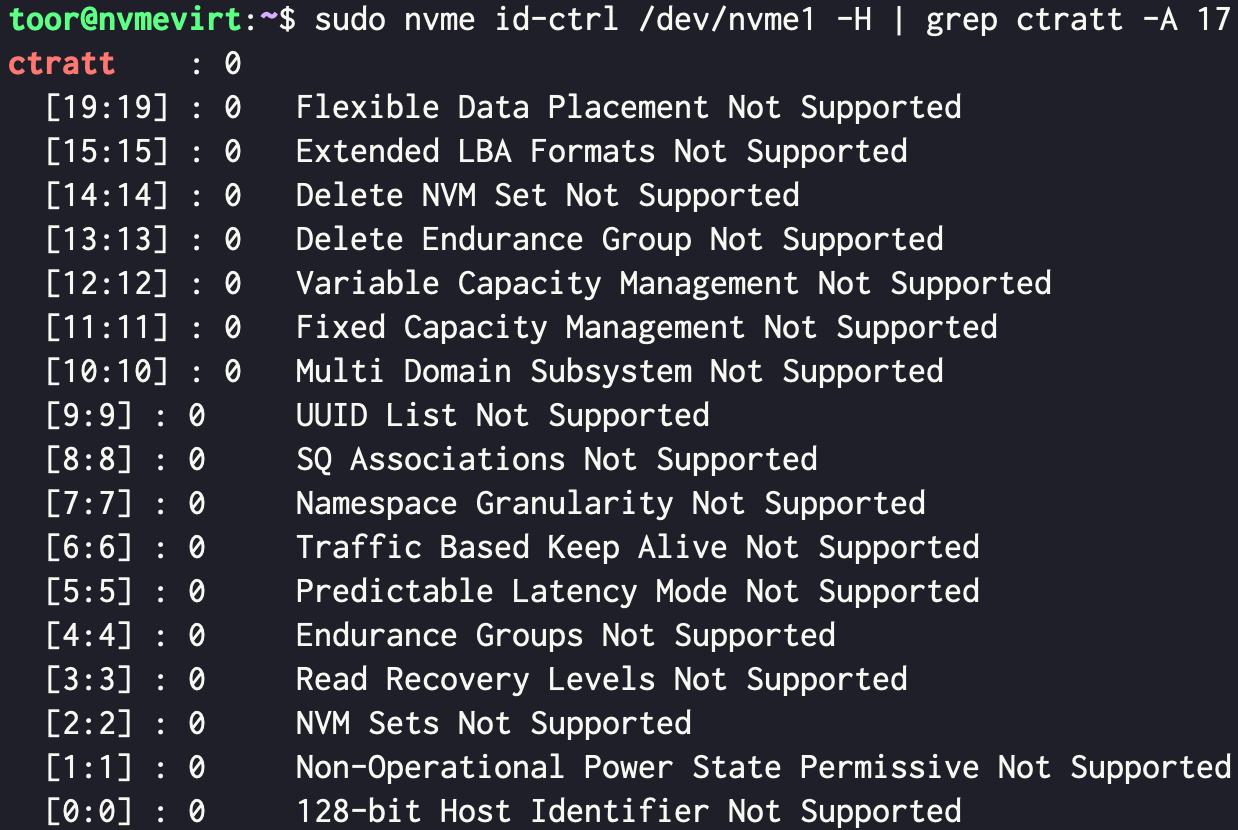 toor@nvmevirt:~$ sudo nvme id-ctrl /dev/nvme1 -H | grep ctratt -A 17
ctratt    : 0
  [19:19] : 0   Flexible Data Placement Not Supported
  [15:15] : 0   Extended LBA Formats Not Supported
  [14:14] : 0   Delete NVM Set Not Supported
  [13:13] : 0   Delete Endurance Group Not Supported
  [12:12] : 0   Variable Capacity Management Not Supported
  [11:11] : 0   Fixed Capacity Management Not Supported
  [10:10] : 0   Multi Domain Subsystem Not Supported
  [9:9] : 0     UUID List Not Supported
  [8:8] : 0     SQ Associations Not Supported
  [7:7] : 0     Namespace Granularity Not Supported
  [6:6] : 0     Traffic Based Keep Alive Not Supported
  [5:5] : 0     Predictable Latency Mode Not Supported
  [4:4] : 0     Endurance Groups Not Supported
  [3:3] : 0     Read Recovery Levels Not Supported
  [2:2] : 0     NVM Sets Not Supported
  [1:1] : 0     Non-Operational Power State Permissive Not Supported
  [0:0] : 0     128-bit Host Identifier Not Supported